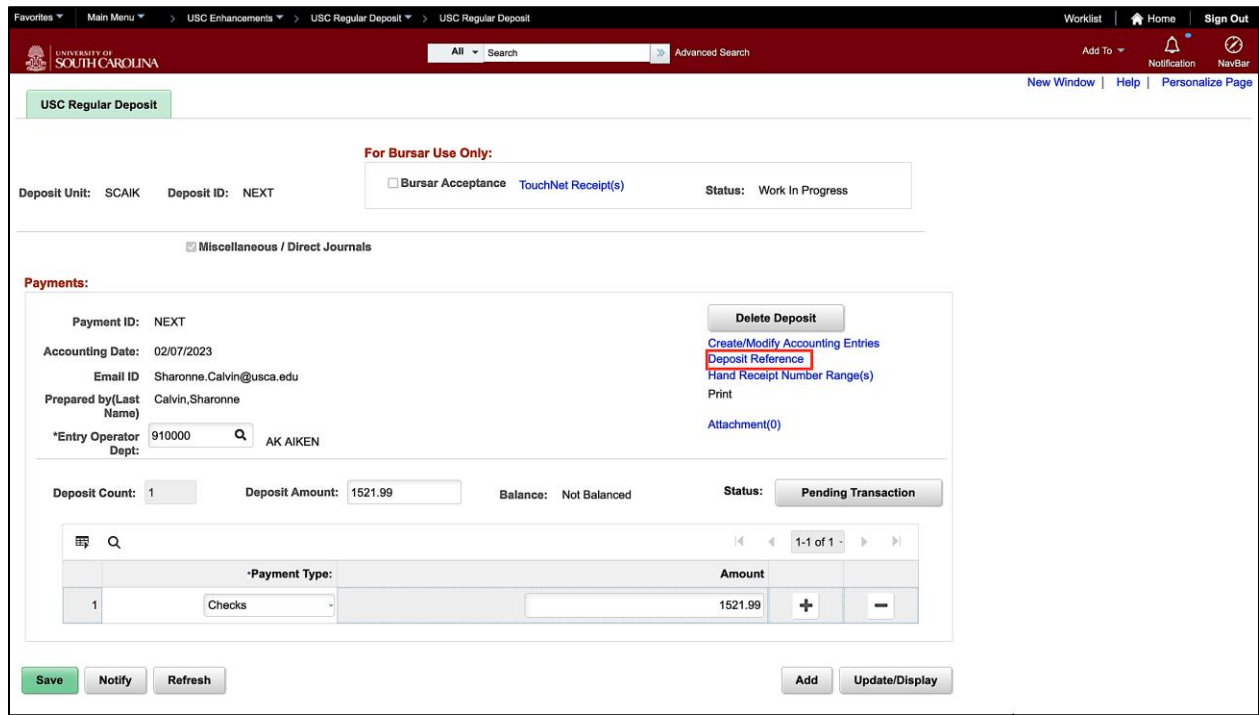 Favorites Main Menu > USC Enhancements > USC Regular Deposit > USC Regular Deposit Worklist Home Sign Out
UNIVERSITY OF
SOUTH CAROLINA
All Search Advanced Search Add To Notification NavBar
New Window | Help | Personalize Page
USC Regular Deposit
For Bursar Use Only:
Deposit Unit: SCAIK Deposit ID: NEXT Bursar Acceptance TouchNet Receipt(s) Status: Work In Progress
Miscellaneous / Direct Journals
Payments:
Payment ID: NEXT Delete Deposit
Accounting Date: 02/07/2023 Create/Modify Accounting Entries
Deposit Reference
Email ID Sharonne.Calvin@usca.edu Hand Receipt Number Range(s)
Prepared by(Last Name) Calvin,Sharonne Print
Attachment(0)
*Entry Operator Dept: 910000 AK AIKEN
Deposit Count: 1 Deposit Amount: 1521.99 Balance: Not Balanced Status: Pending Transaction
1-1 of 1
*Payment Type: Amount
1 Checks 1521.99
Save Notify Refresh Add Update/Display